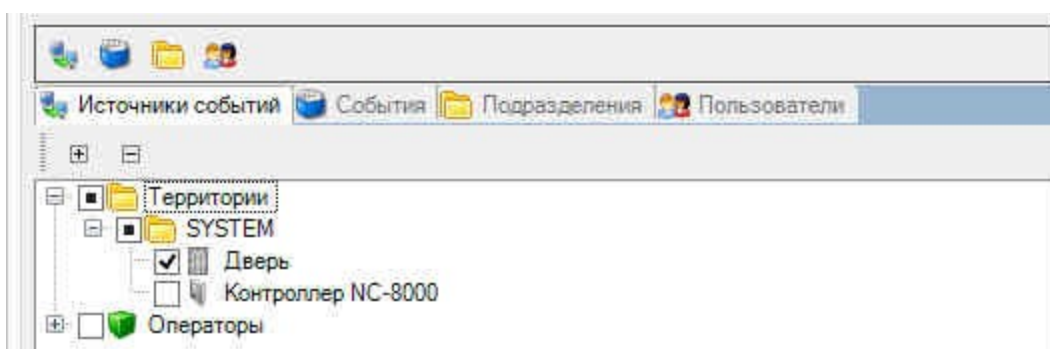 Источники событий События Подразделения Пользователи
Территории
SYSTEM
Дверь
Контроллер NC-8000
Операторы